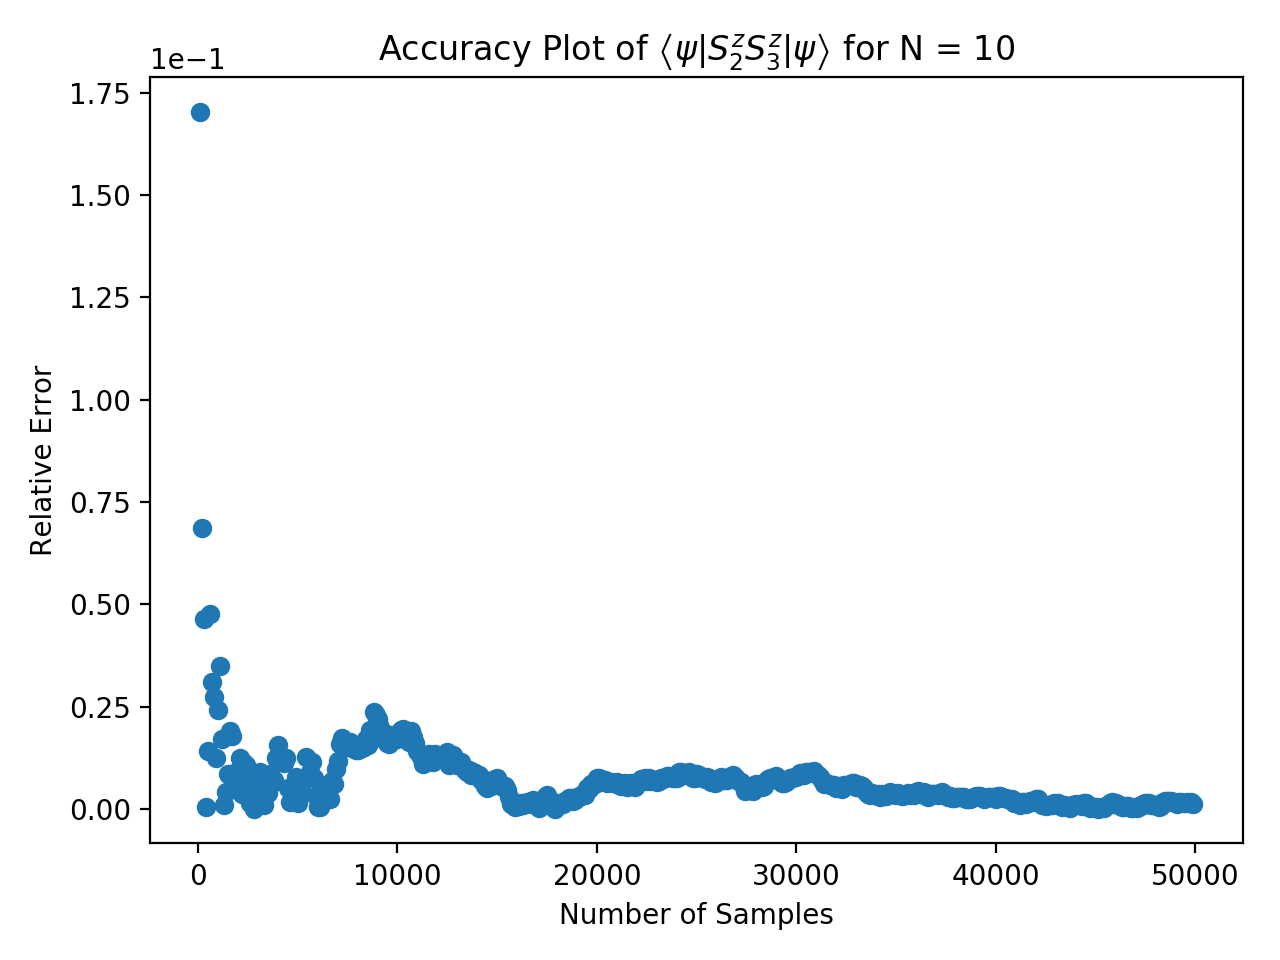 Accuracy Plot of ⟨ψ|S₂ᶻS₃ᶻ|ψ⟩ for N = 10
1e−1
1.75
1.50
1.25
1.00
0.75
0.50
0.25
0.00
Relative Error
0 10000 20000 30000 40000 50000
Number of Samples